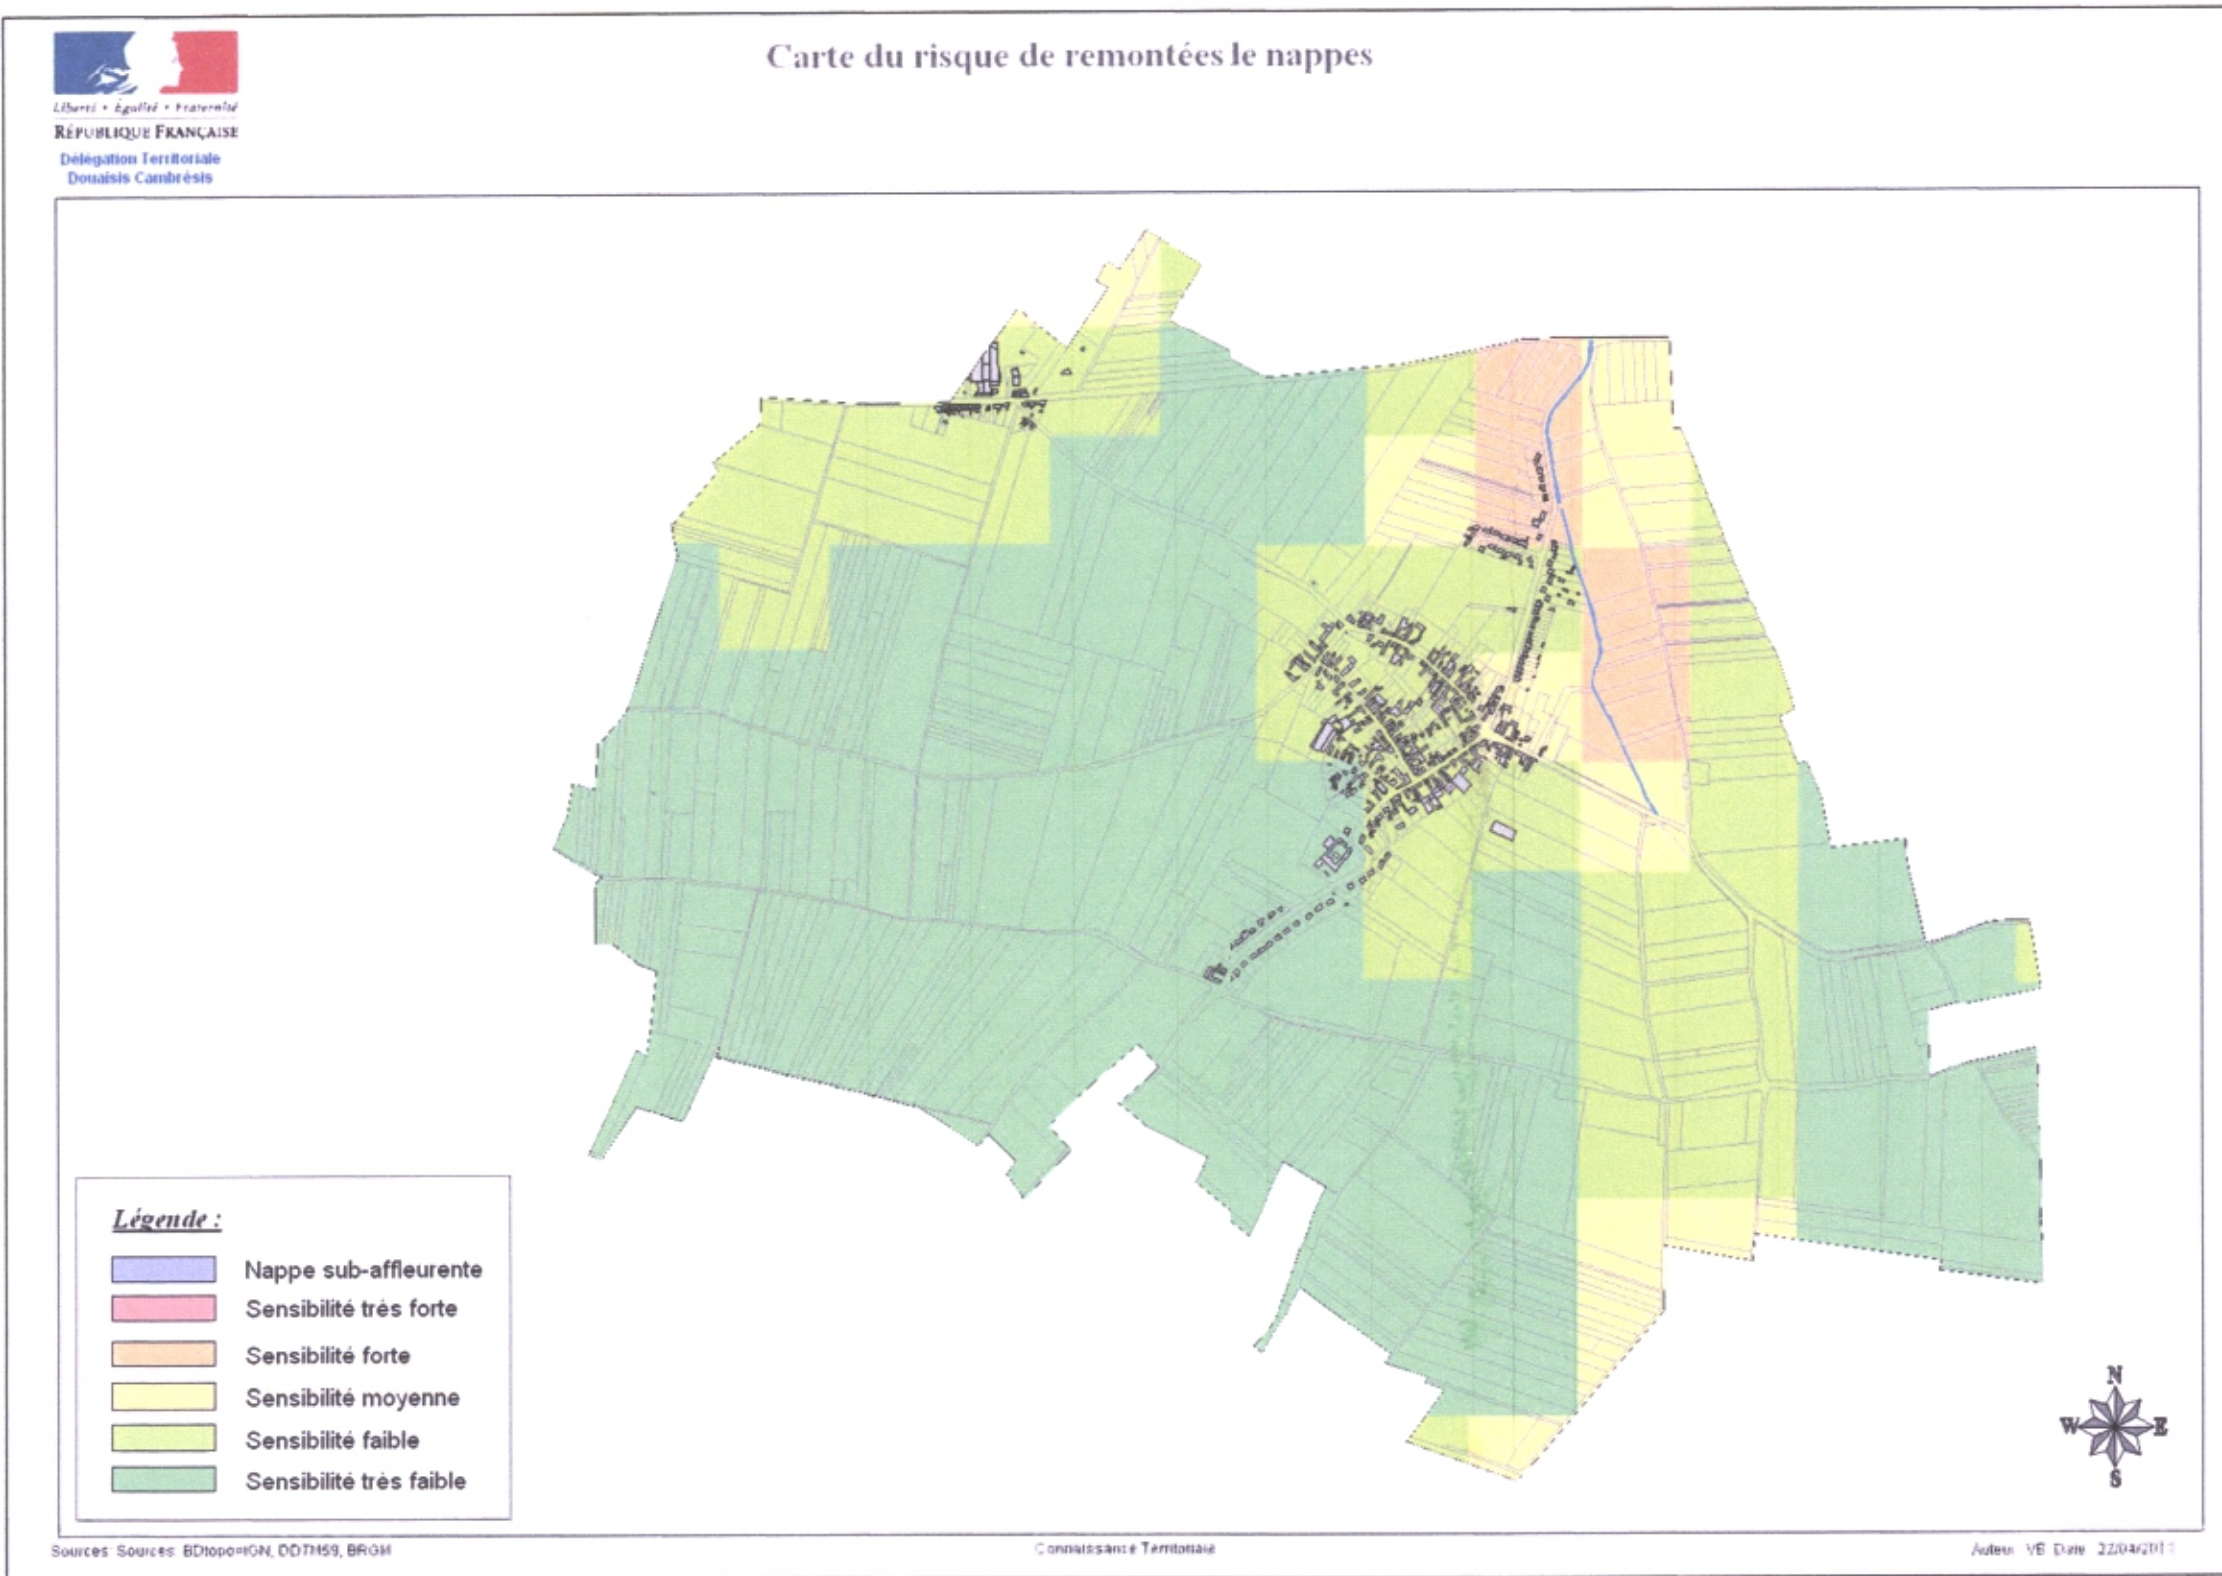 Carte du risque de remontées le nappes
Liberté • Égalité • Fraternité
RÉPUBLIQUE FRANÇAISE
Délégation Territoriale
Douaisis Cambrésis
Légende :
Nappe sub-affleurente
Sensibilité très forte
Sensibilité forte
Sensibilité moyenne
Sensibilité faible
Sensibilité très faible
N
W E
S
Sources: Sources: BDtopo®IGN, DDTM59, BRGM
Connaissance Territoriale
Auteur VB Date